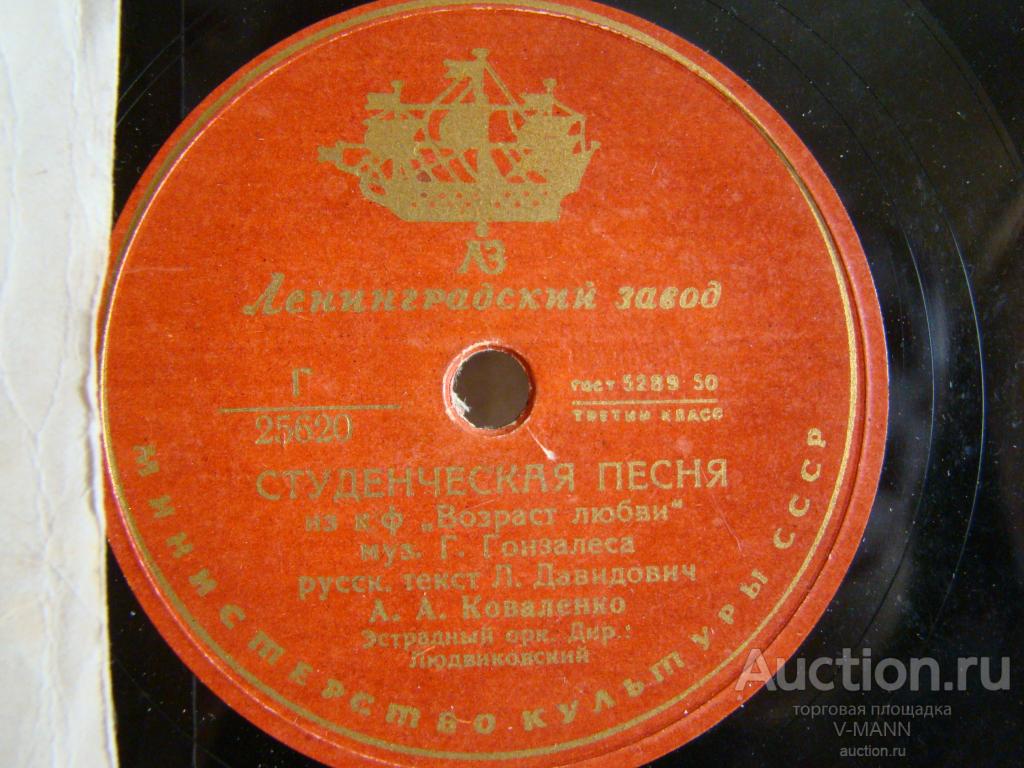 ЛЗ
Ленинградский завод
Г
25620
гост 5289 50
третий класс
СТУДЕНЧЕСКАЯ ПЕСНЯ
из к ф „Возраст любви“
муз. Г. Гонзалеса
русск. текст Л. Давидович
А. А. Коваленко
Эстрадный орк. Дир.:
Людвиковский
МИНИСТЕРСТВО КУЛЬТУРЫ СССР
Auction.ru
торговая площадка
V-MANN
auction.ru